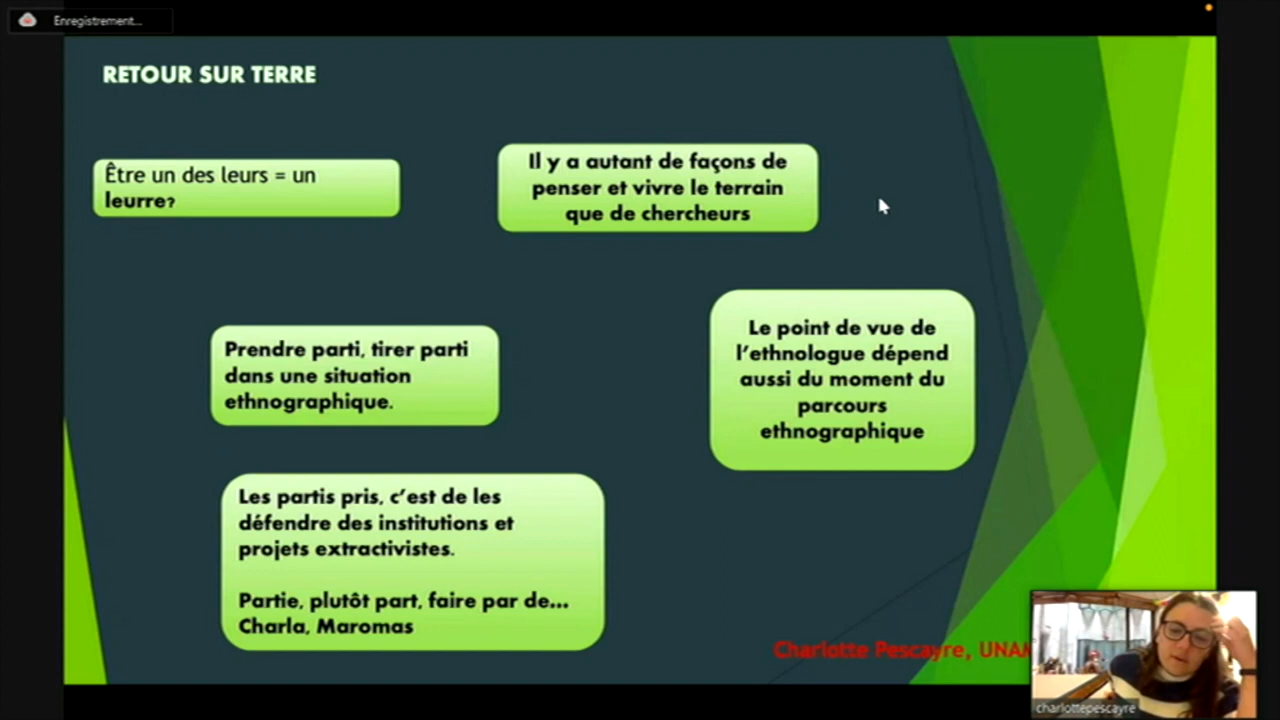 Enregistrement...
RETOUR SUR TERRE
Être un des leurs = un
leurre?
Il y a autant de façons de
penser et vivre le terrain
que de chercheurs
Prendre parti, tirer parti
dans une situation
ethnographique.
Le point de vue de
l'ethnologue dépend
aussi du moment du
parcours
ethnographique
Les partis pris, c'est de les
défendre des institutions et
projets extractivistes.
Partie, plutôt part, faire par de...
Charla, Maromas
Charlotte Pescayre, UNAM
charlottepescayre